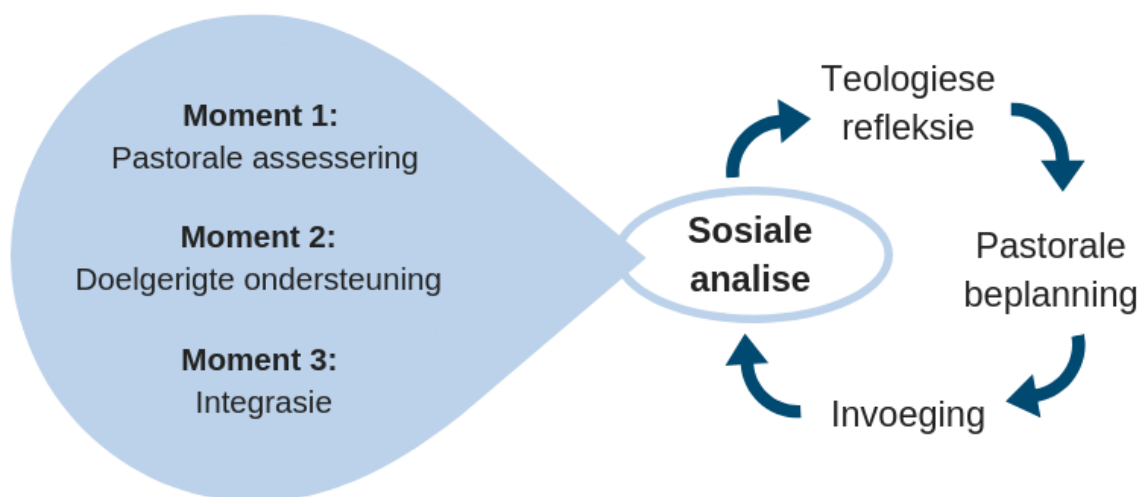 Moment 1:
Pastorale assessering
Moment 2:
Doelgerigte ondersteuning
Moment 3:
Integrasie
Sosiale
analise
Teologiese
refleksie
Pastorale
beplanning
Invoeging